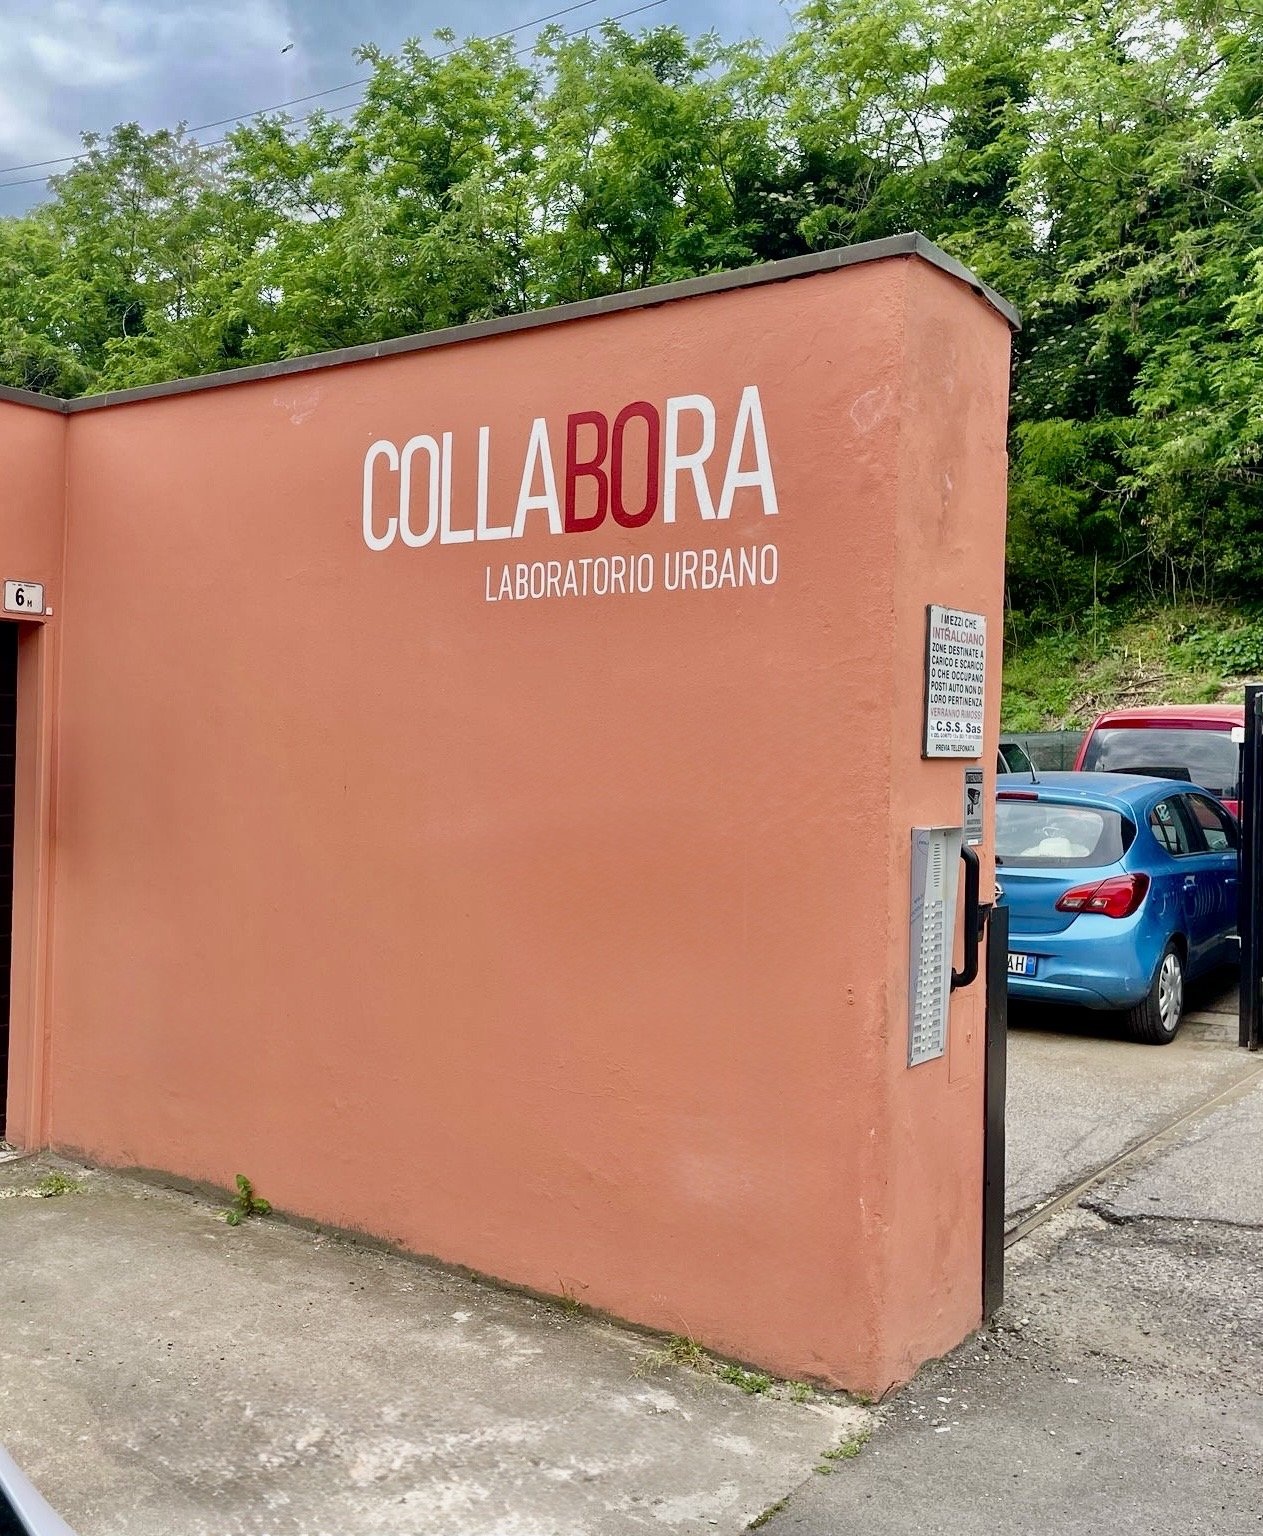 COLLABORA
LABORATORIO URBANO
6 M
I MEZZI CHE
INTRALCIANO
ZONE DESTINATE A
CARICO E SCARICO
O CHE OCCUPANO
POSTI AUTO NON DI
LORO PERTINENZA
VERRANNO RIMOSSI
C.S.S. Sas
PREVIA TELEFONATA
AH